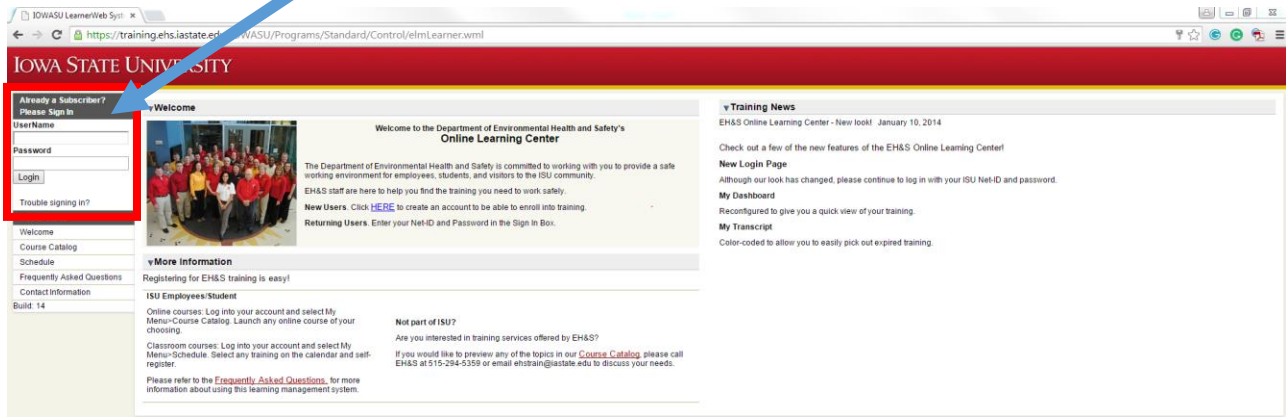 IOWASU LearnerWeb Syst
https://training.ehs.iastate.ed WASU/Programs/Standard/Control/elmLearner.wml
IOWA STATE UNIVERSITY
Already a Subscriber?
Please Sign In
UserName
Password
Login
Trouble signing in?
Welcome
Course Catalog
Schedule
Frequently Asked Questions
Contact Information
Build: 14
Welcome
Welcome to the Department of Environmental Health and Safety's
Online Learning Center
The Department of Environmental Health and Safety is committed to working with you to provide a safe
working environment for employees, students, and visitors to the ISU community.
EH&S staff are here to help you find the training you need to work safely.
New Users. Click HERE to create an account to be able to enroll into training.
Returning Users. Enter your Net-ID and Password in the Sign In Box.
More Information
Registering for EH&S training is easy!
ISU Employees/Student
Online courses: Log into your account and select My
Menu>Course Catalog. Launch any online course of your
choosing.
Classroom courses: Log into your account and select My
Menu>Schedule. Select any training on the calendar and self-
register.
Please refer to the Frequently Asked Questions, for more
information about using this learning management system.
Not part of ISU?
Are you interested in training services offered by EH&S?
If you would like to preview any of the topics in our Course Catalog, please call
EH&S at 515-294-5359 or email ehstrain@iastate.edu to discuss your needs.
Training News
EH&S Online Learning Center - New look! January 10, 2014
Check out a few of the new features of the EH&S Online Learning Center!
New Login Page
Although our look has changed, please continue to log in with your ISU Net-ID and password.
My Dashboard
Reconfigured to give you a quick view of your training.
My Transcript
Color-coded to allow you to easily pick out expired training.